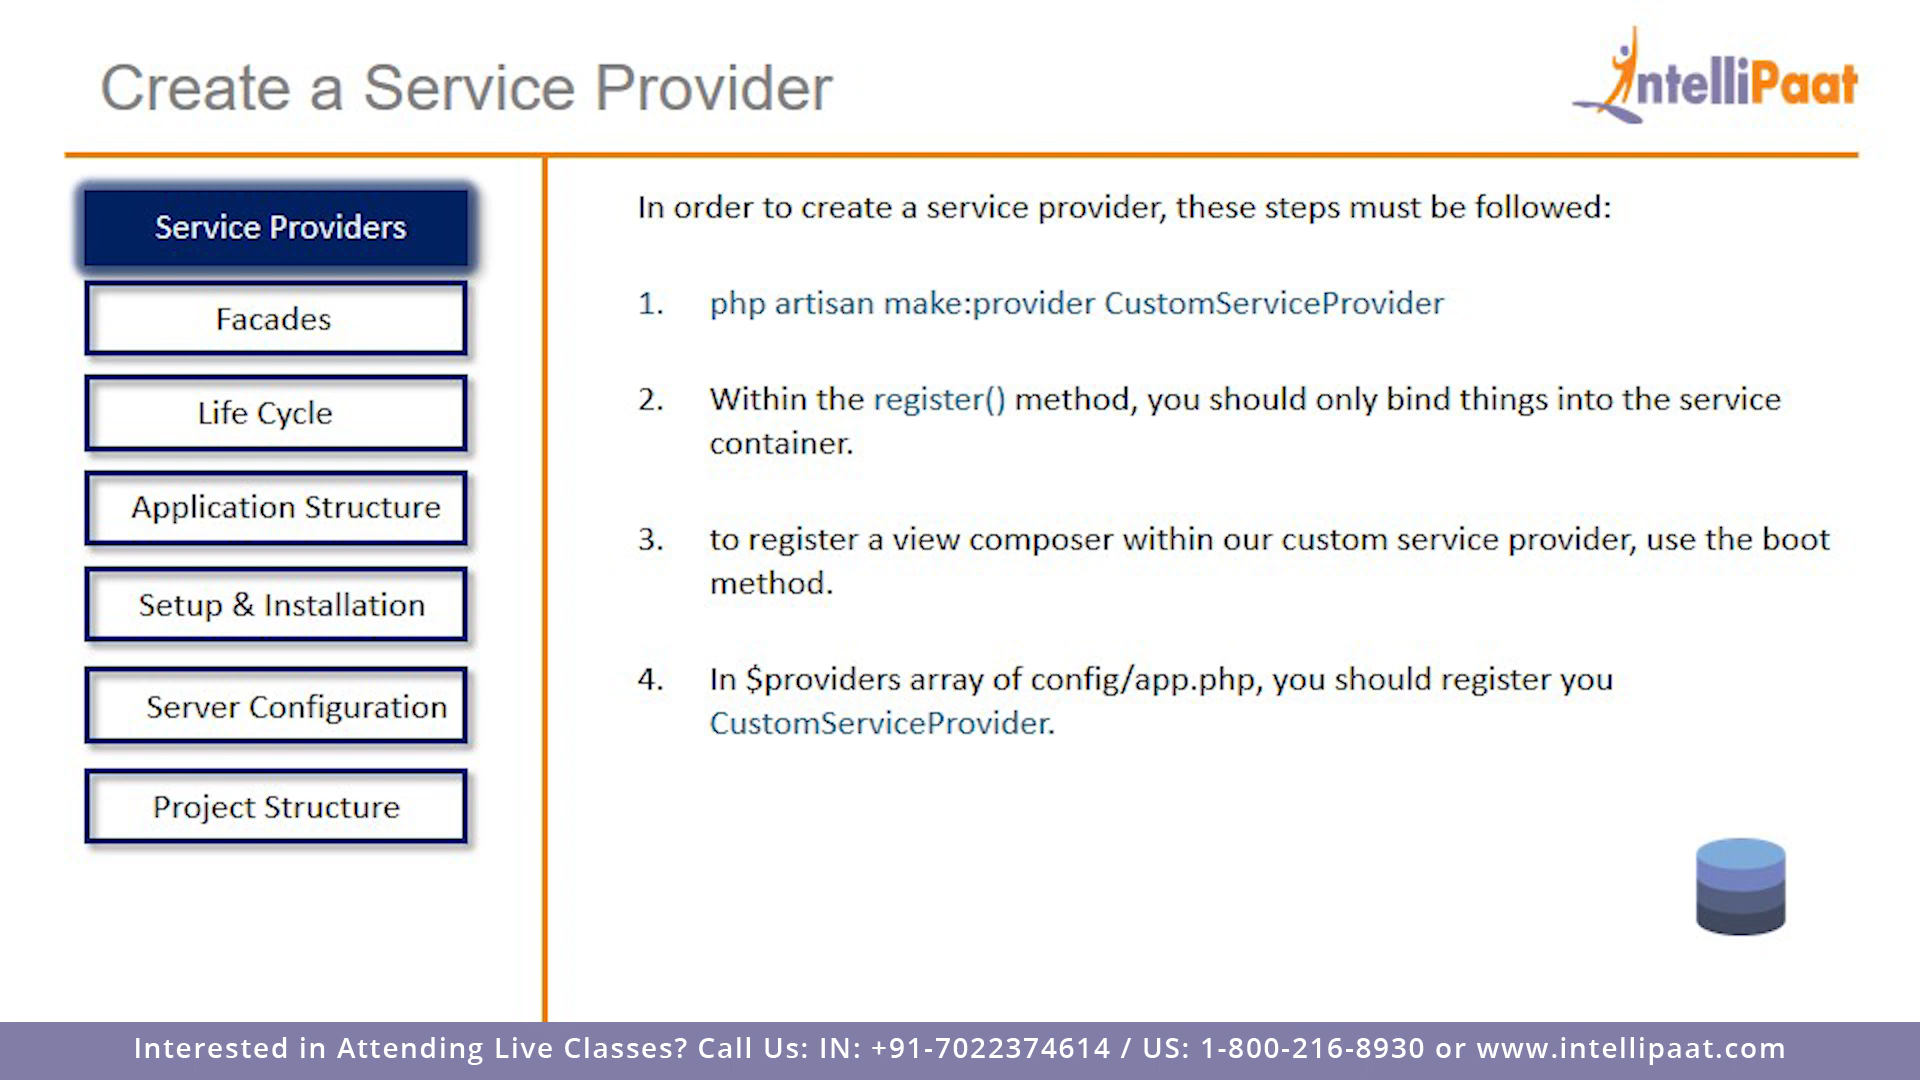 Create a Service Provider
IntelliPaat
Service Providers
Facades
Life Cycle
Application Structure
Setup & Installation
Server Configuration
Project Structure
In order to create a service provider, these steps must be followed:
1. php artisan make:provider CustomServiceProvider
2. Within the register() method, you should only bind things into the service
container.
3. to register a view composer within our custom service provider, use the boot
method.
4. In $providers array of config/app.php, you should register you
CustomServiceProvider.
Interested in Attending Live Classes? Call Us: IN: +91-7022374614 / US: 1-800-216-8930 or www.intellipaat.com